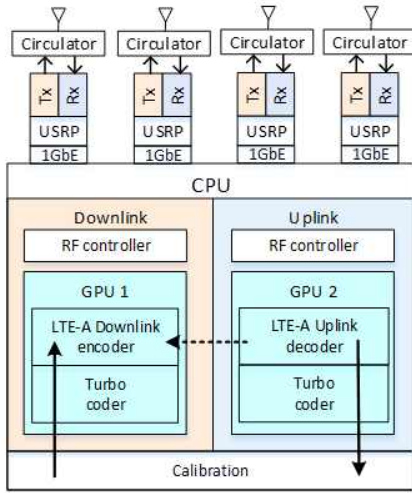 Circulator Circulator Circulator Circulator
Tx Rx Tx Rx Tx Rx Tx Rx
USRP USRP USRP USRP
1GbE 1GbE 1GbE 1GbE
CPU
Downlink
RF controller
GPU 1
LTE-A Downlink
encoder
Turbo
coder
Uplink
RF controller
GPU 2
LTE-A Uplink
decoder
Turbo
coder
Calibration